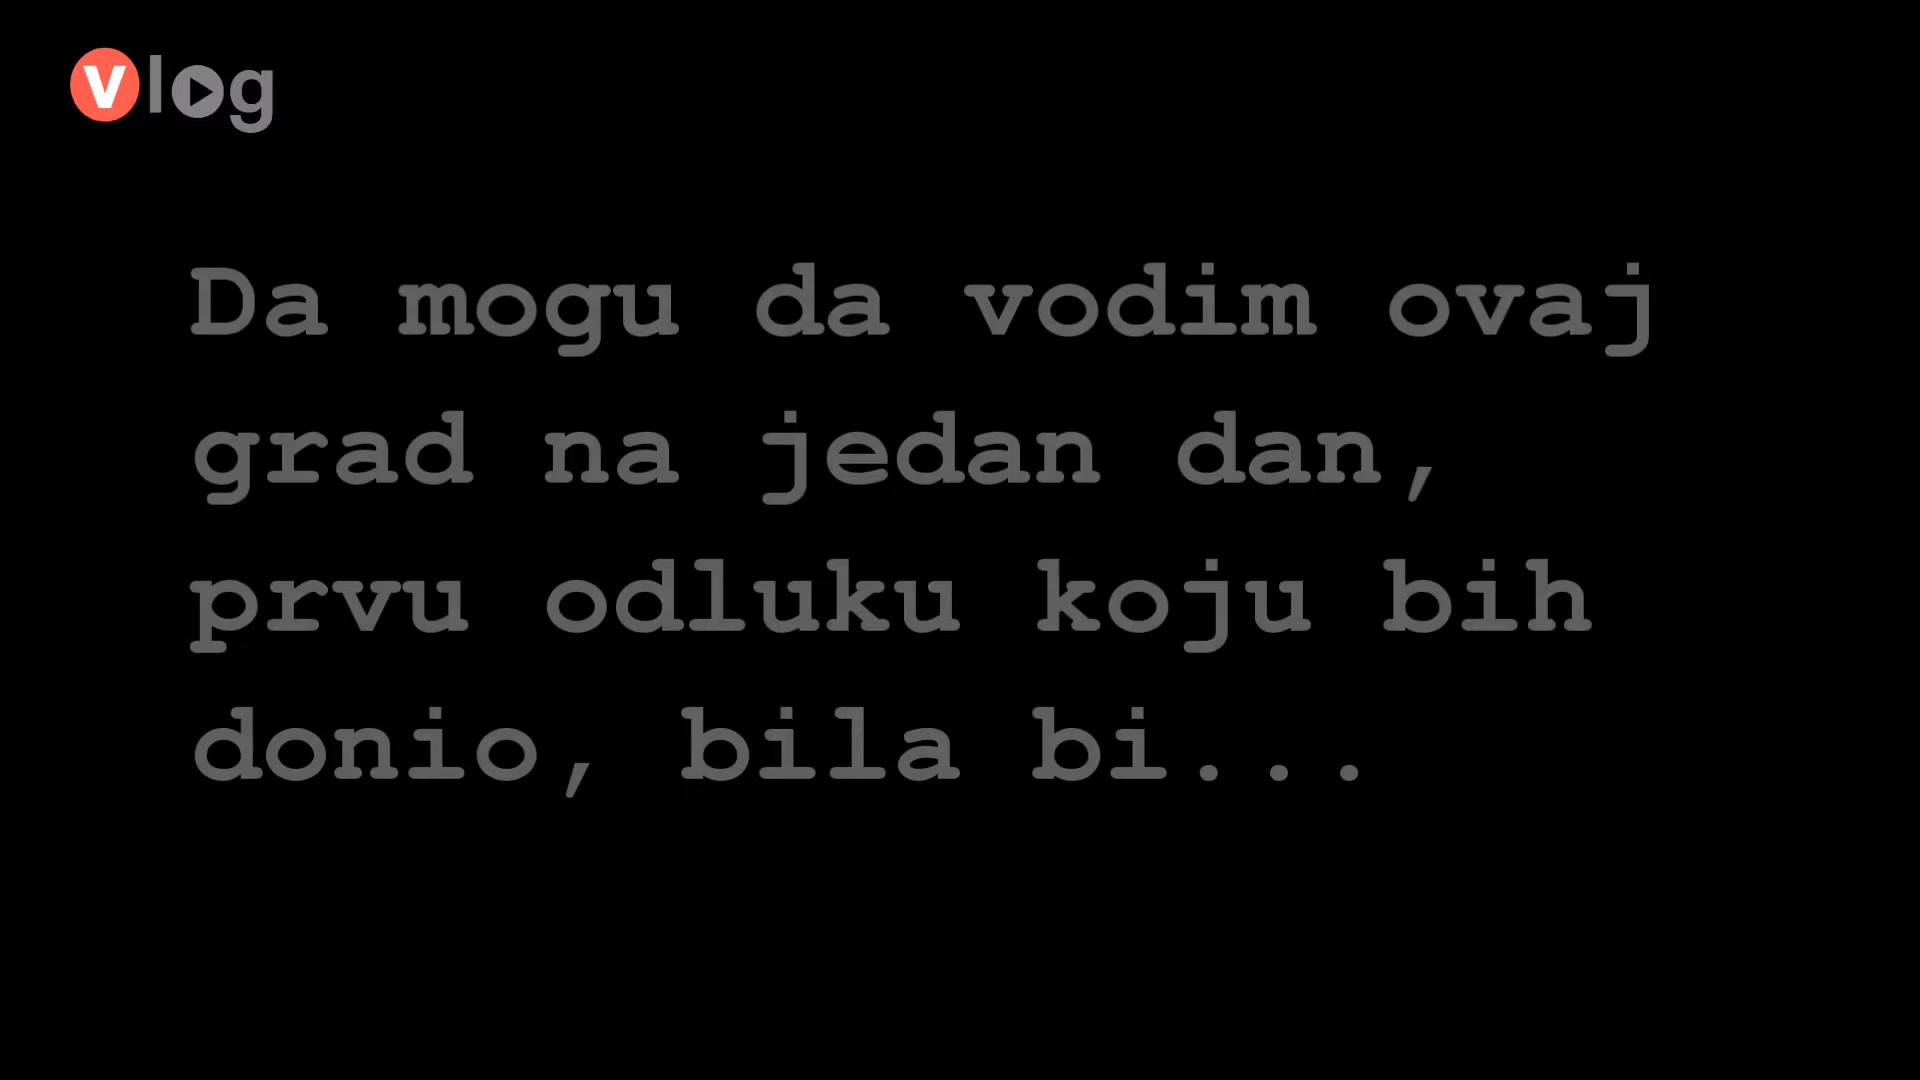 vlog
Da mogu da vodim ovaj
grad na jedan dan,
prvu odluku koju bih
donio, bila bi...